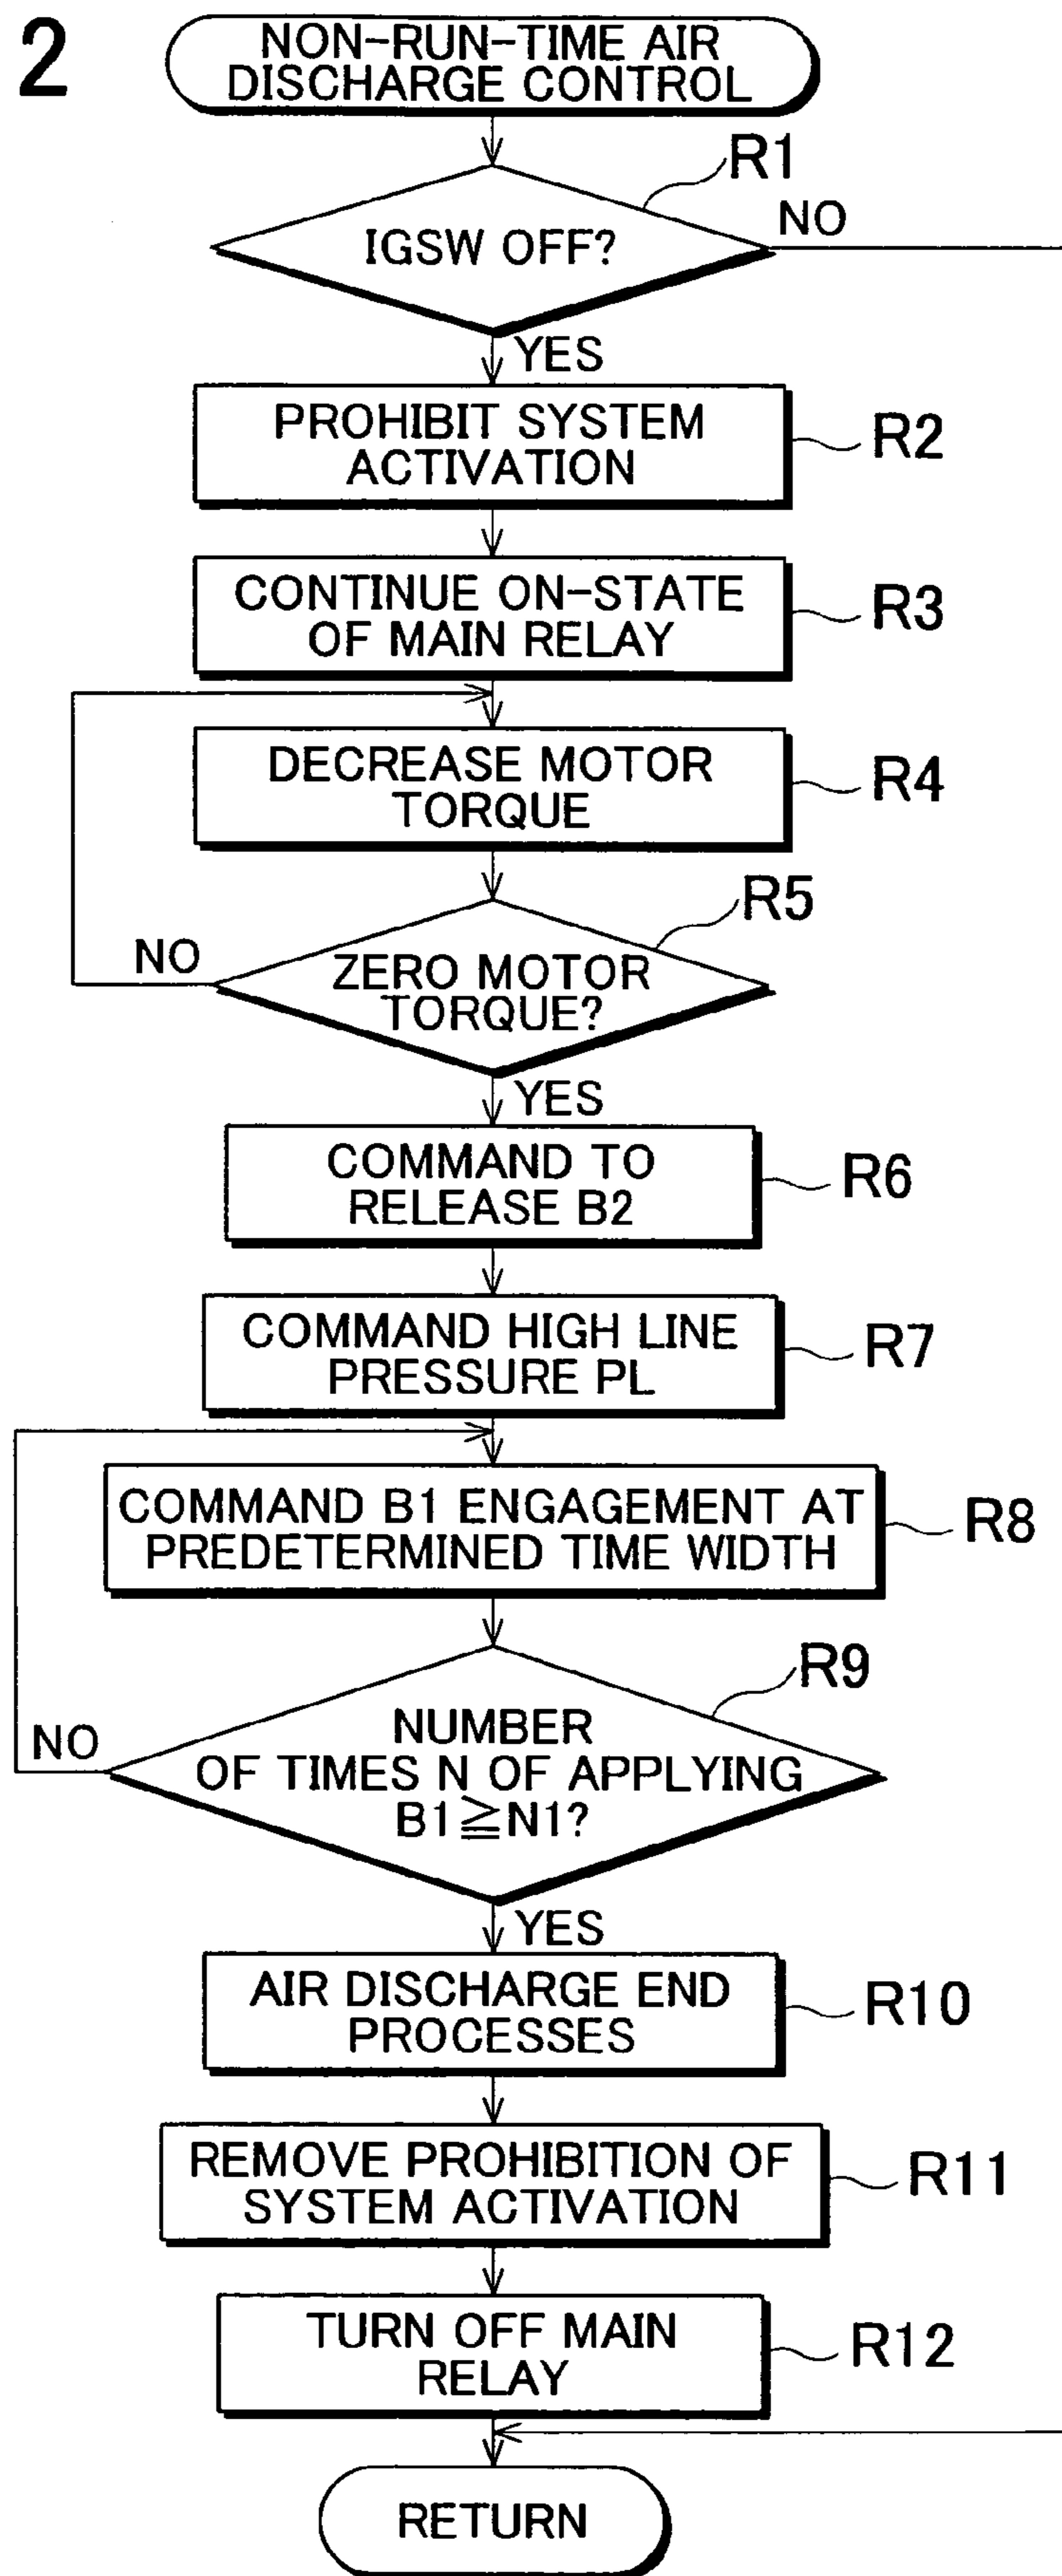 2
NON-RUN-TIME AIR
DISCHARGE CONTROL
R1
IGSW OFF?
NO
YES
PROHIBIT SYSTEM
ACTIVATION
R2
CONTINUE ON-STATE
OF MAIN RELAY
R3
DECREASE MOTOR
TORQUE
R4
R5
NO
ZERO MOTOR
TORQUE?
YES
COMMAND TO
RELEASE B2
R6
COMMAND HIGH LINE
PRESSURE PL
R7
COMMAND B1 ENGAGEMENT AT
PREDETERMINED TIME WIDTH
R8
R9
NO
NUMBER
OF TIMES N OF APPLYING
B1≧N1?
YES
AIR DISCHARGE END
PROCESSES
R10
REMOVE PROHIBITION OF
SYSTEM ACTIVATION
R11
TURN OFF MAIN
RELAY
R12
RETURN